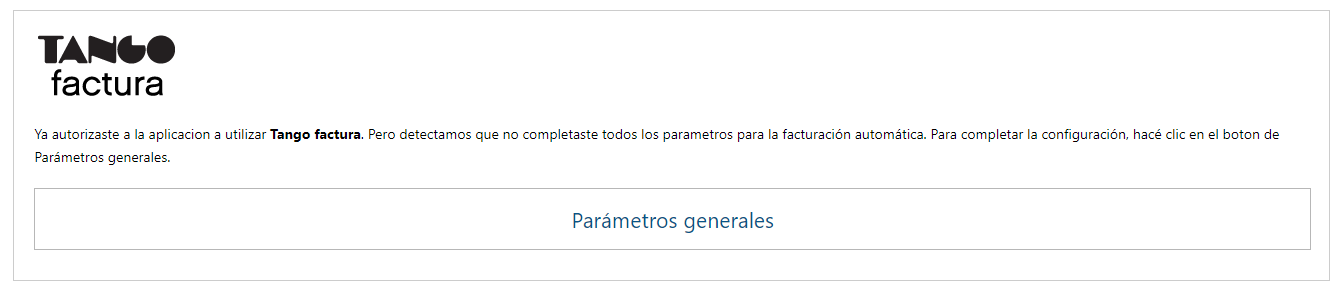 TANGO
factura
Ya autorizaste a la aplicacion a utilizar Tango factura. Pero detectamos que no completaste todos los parametros para la facturación automática. Para completar la configuración, hacé clic en el boton de
Parámetros generales.
Parámetros generales